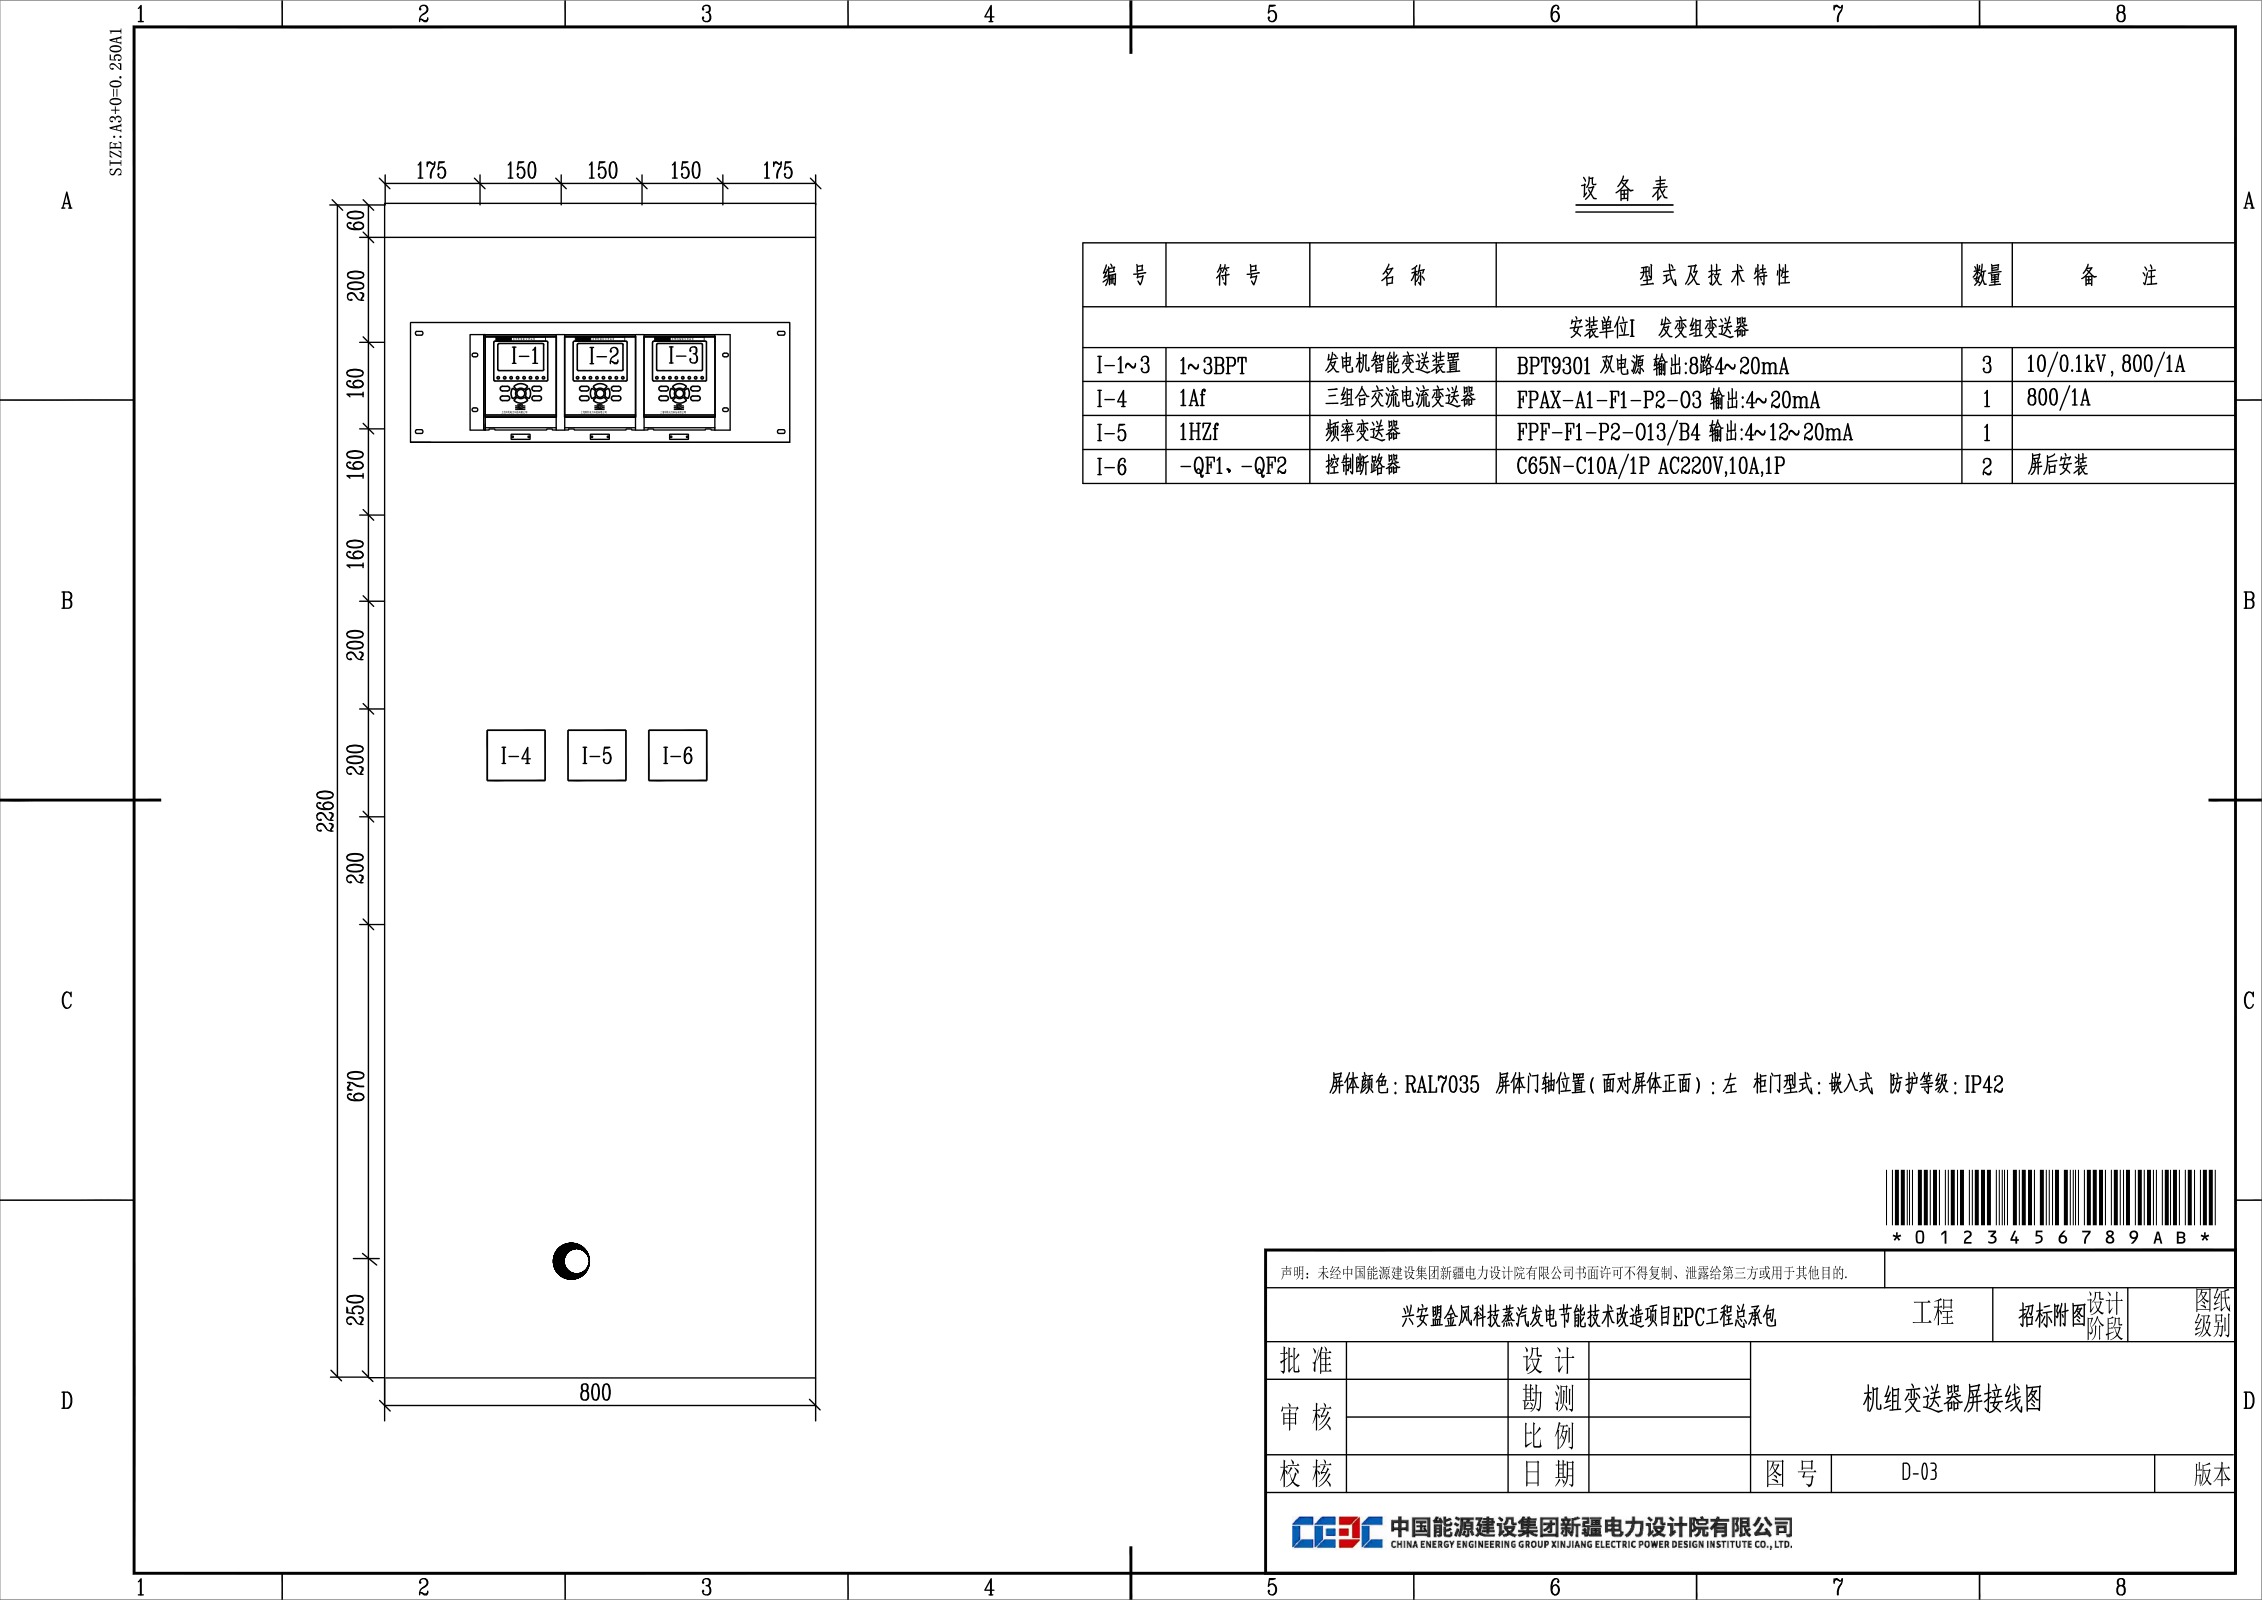 1 2 3 4 5 6 7 8
SIZE:A3+0=0.250A1
A A
B B
C C
D D
175 150 150 150 175
60
200
160
160
160
200
200
200
670
250
2260
800
I-1 I-2 I-3
I-4 I-5 I-6
设 备 表
编 号 符 号 名 称 型式及技术特性 数量 备 注
安装单位I 发变组变送器
I-1~3 1~3BPT 发电机智能变送装置 BPT9301 双电源 输出:8路4~20mA 3 10/0.1kV, 800/1A
I-4 1Af 三组合交流电流变送器 FPAX-A1-F1-P2-O3 输出:4~20mA 1 800/1A
I-5 1HZf 频率变送器 FPF-F1-P2-O13/B4 输出:4~12~20mA 1
I-6 -QF1、-QF2 控制断路器 C65N-C10A/1P AC220V,10A,1P 2 屏后安装
屏体颜色: RAL7035 屏体门轴位置(面对屏体正面):左 柜门型式:嵌入式 防护等级:IP42
*0123456789AB*
声明：未经中国能源建设集团新疆电力设计院有限公司书面许可不得复制、泄露给第三方或用于其他目的.
兴安盟金风科技蒸汽发电节能技术改造项目EPC工程总承包 工程 招标附图 设计阶段 图纸级别
批 准 设 计
审 核 勘 测
比 例
校 核 日 期
机组变送器屏接线图
图 号 D-03 版本
CEEC 中国能源建设集团新疆电力设计院有限公司
CHINA ENERGY ENGINEERING GROUP XINJIANG ELECTRIC POWER DESIGN INSTITUTE CO., LTD.
1 2 3 4 5 6 7 8